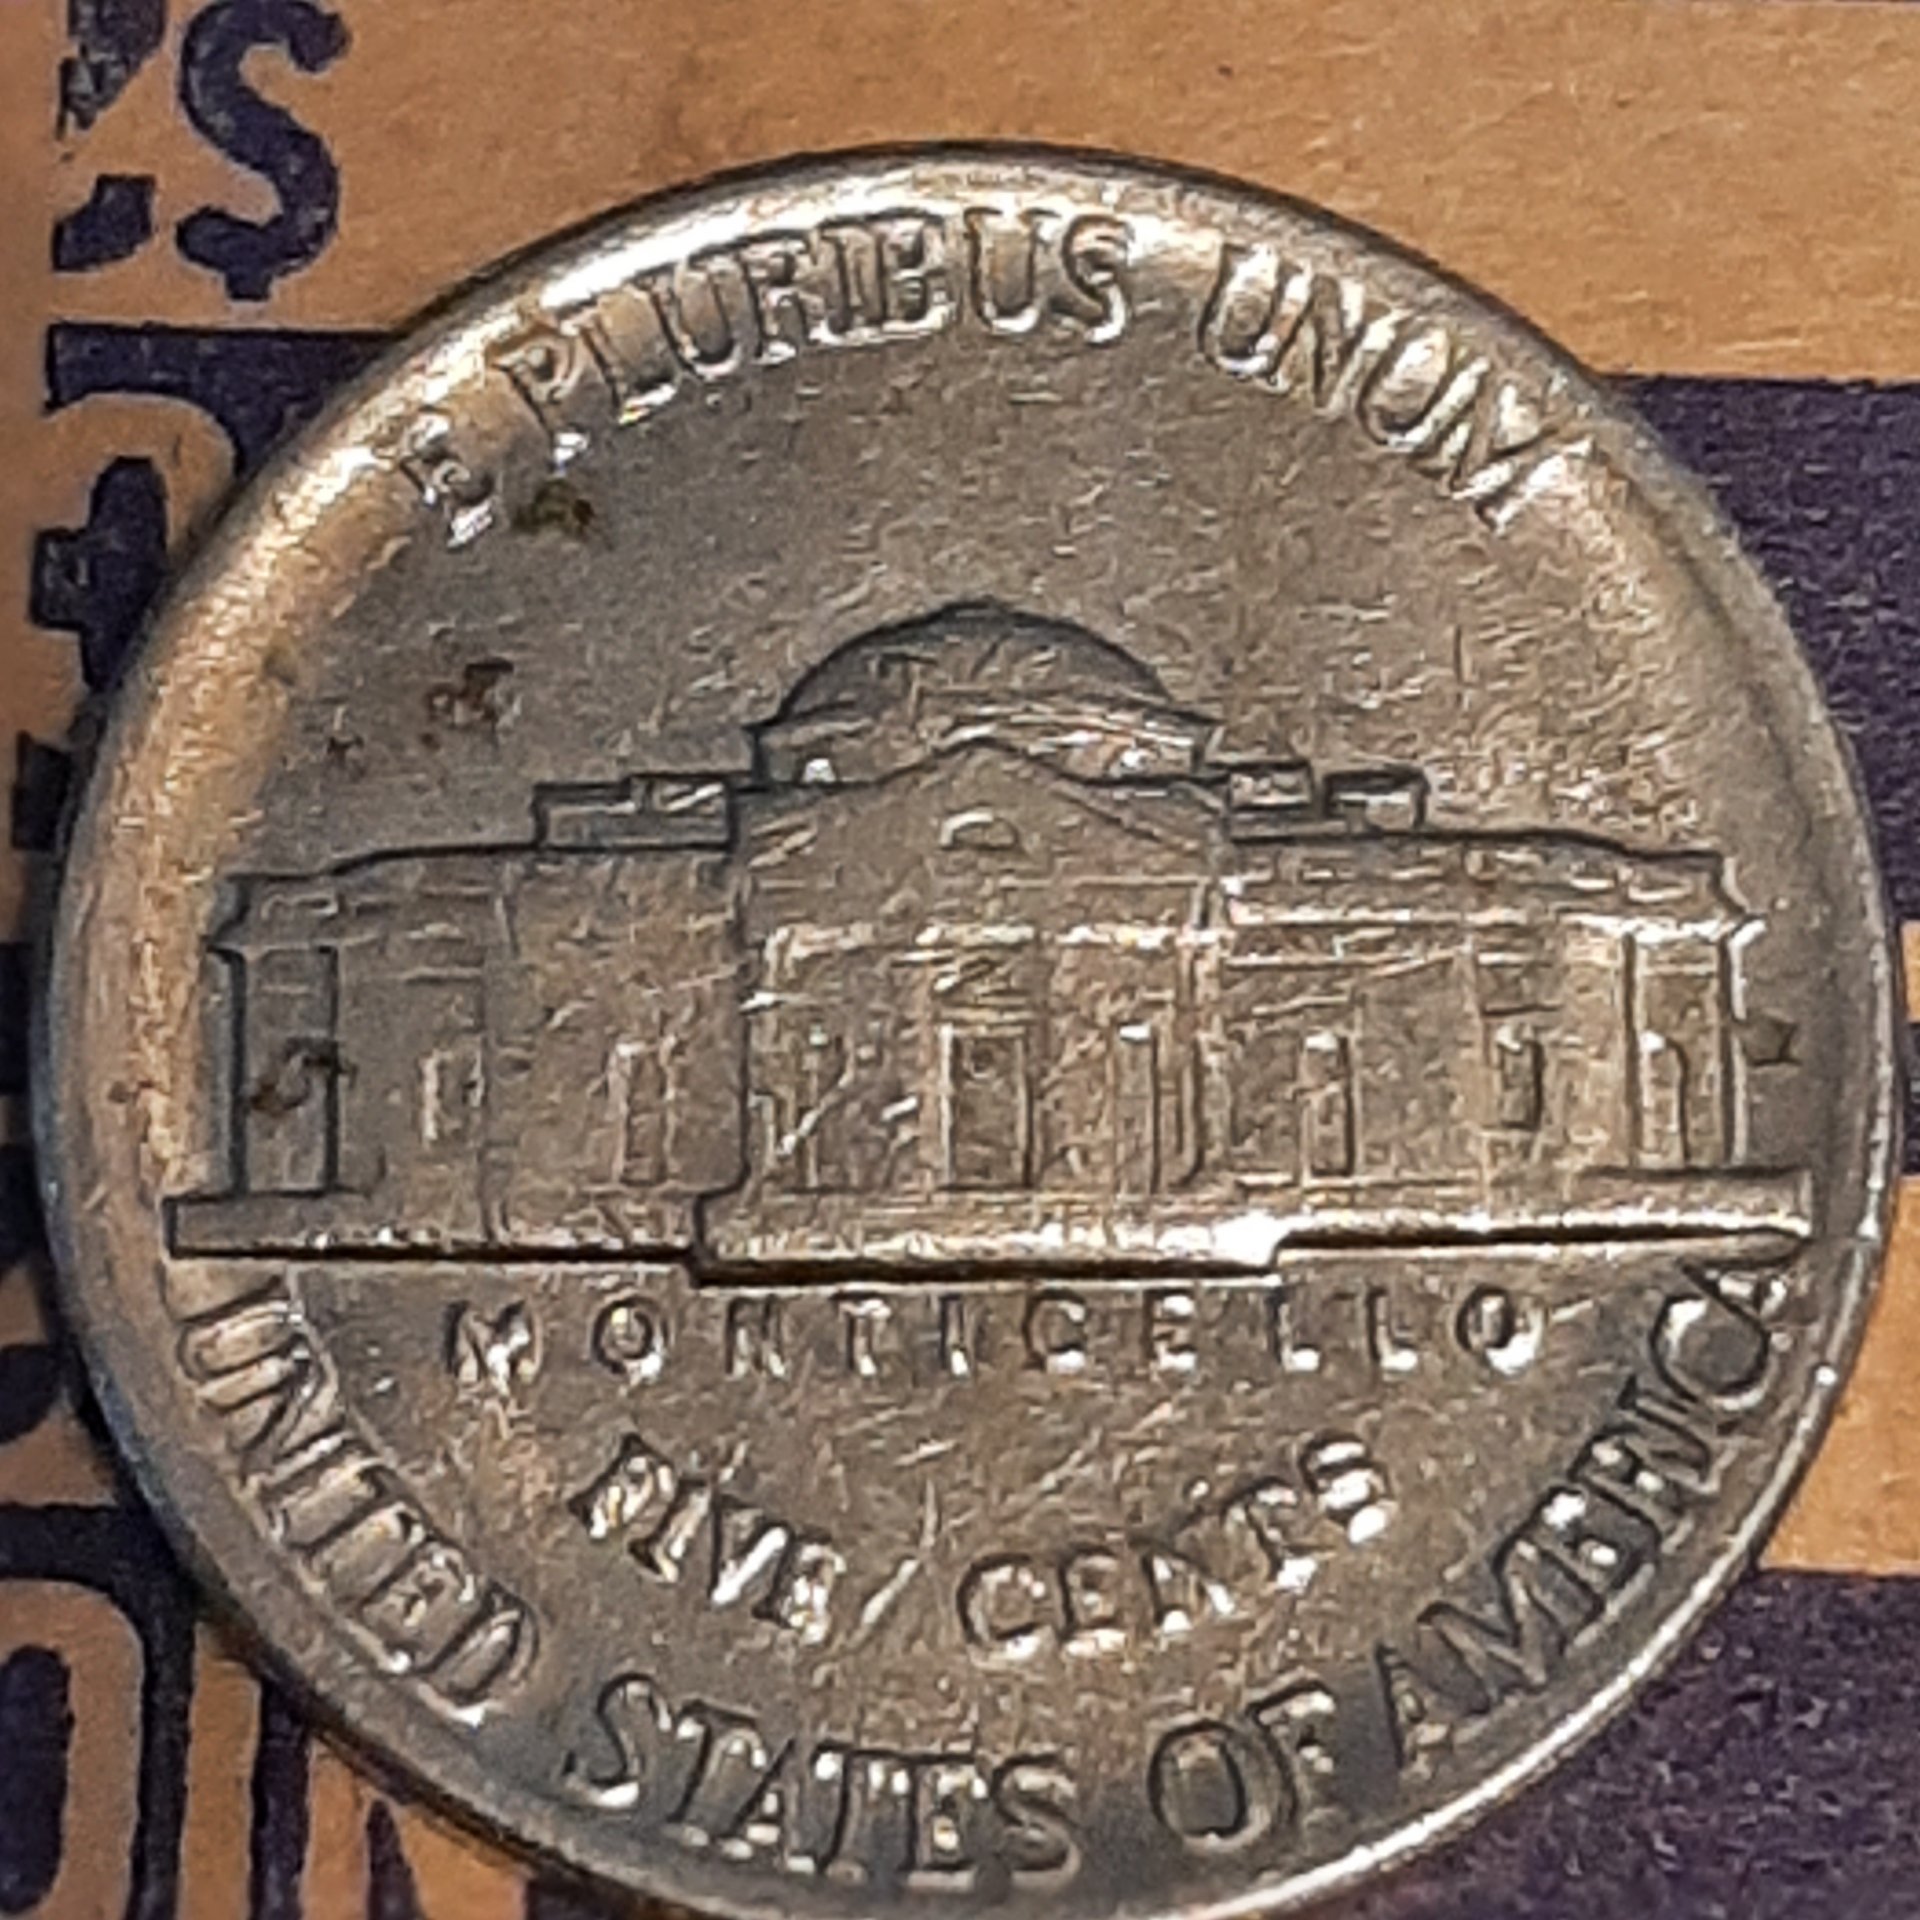 E PLURIBUS UNUM
MONTICELLO
FIVE CENTS
UNITED STATES OF AMERICA